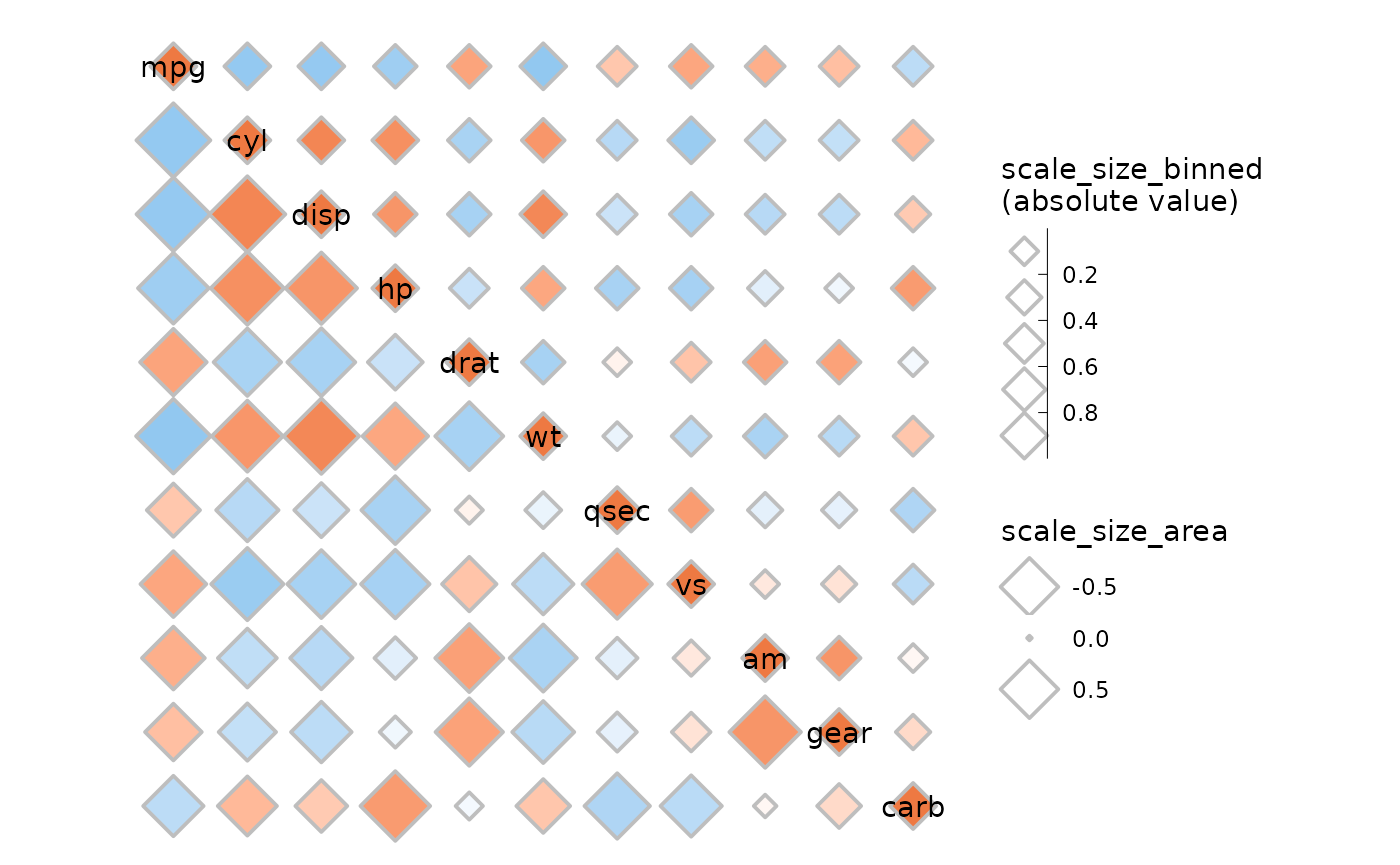 mpg
cyl
disp
hp
drat
wt
qsec
vs
am
gear
carb
scale_size_binned
(absolute value)
0.2
0.4
0.6
0.8
scale_size_area
-0.5
0.0
0.5